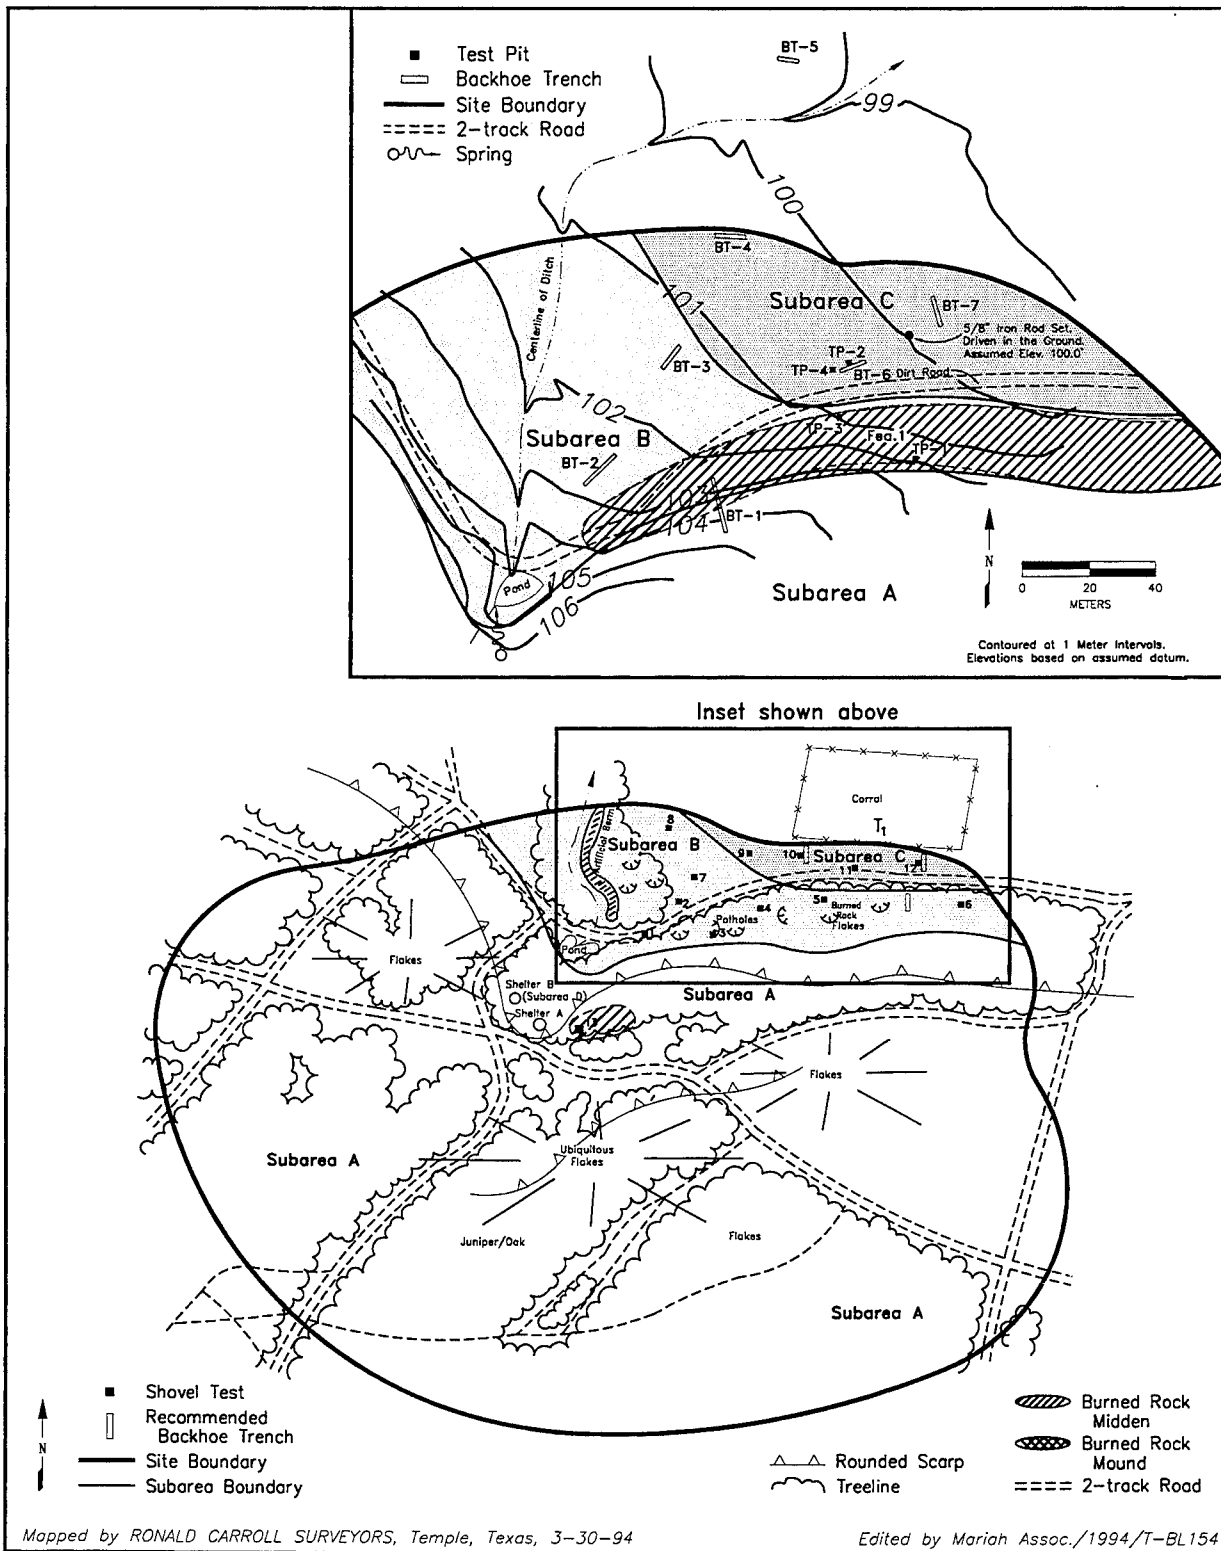 BT-5
Test Pit
Backhoe Trench
Site Boundary
2-track Road
Spring
99
100
BT-4
Centerline of Ditch
101
Subarea C
BT-7
5/8" Iron Rod Set.
Driven in the Ground.
Assumed Elev. 100.0'
BT-3
TP-2
TP-4
BT-6
Dirt Road
102
Subarea B
TP-3
Fea.1
TP-1
BT-2
103
104
BT-1
Pond
105
106
Subarea A
N
0 20 40
METERS
Contoured at 1 Meter Intervals.
Elevations based on assumed datum.
Inset shown above
Corral
T1
Artificial Berm
8
Subarea B
9
10
Subarea C
11
12
7
2
4
5
Burned
Rock
Flakes
6
Potholes
3
1
Pond
Flakes
Shelter B
(Subarea D)
Shelter A
Subarea A
Flakes
Subarea A
Ubiquitous
Flakes
Juniper/Oak
Flakes
Subarea A
N
Shovel Test
Recommended
Backhoe Trench
Site Boundary
Subarea Boundary
Rounded Scarp
Treeline
Burned Rock
Midden
Burned Rock
Mound
2-track Road
Mapped by RONALD CARROLL SURVEYORS, Temple, Texas, 3-30-94
Edited by Mariah Assoc./1994/T-BL154